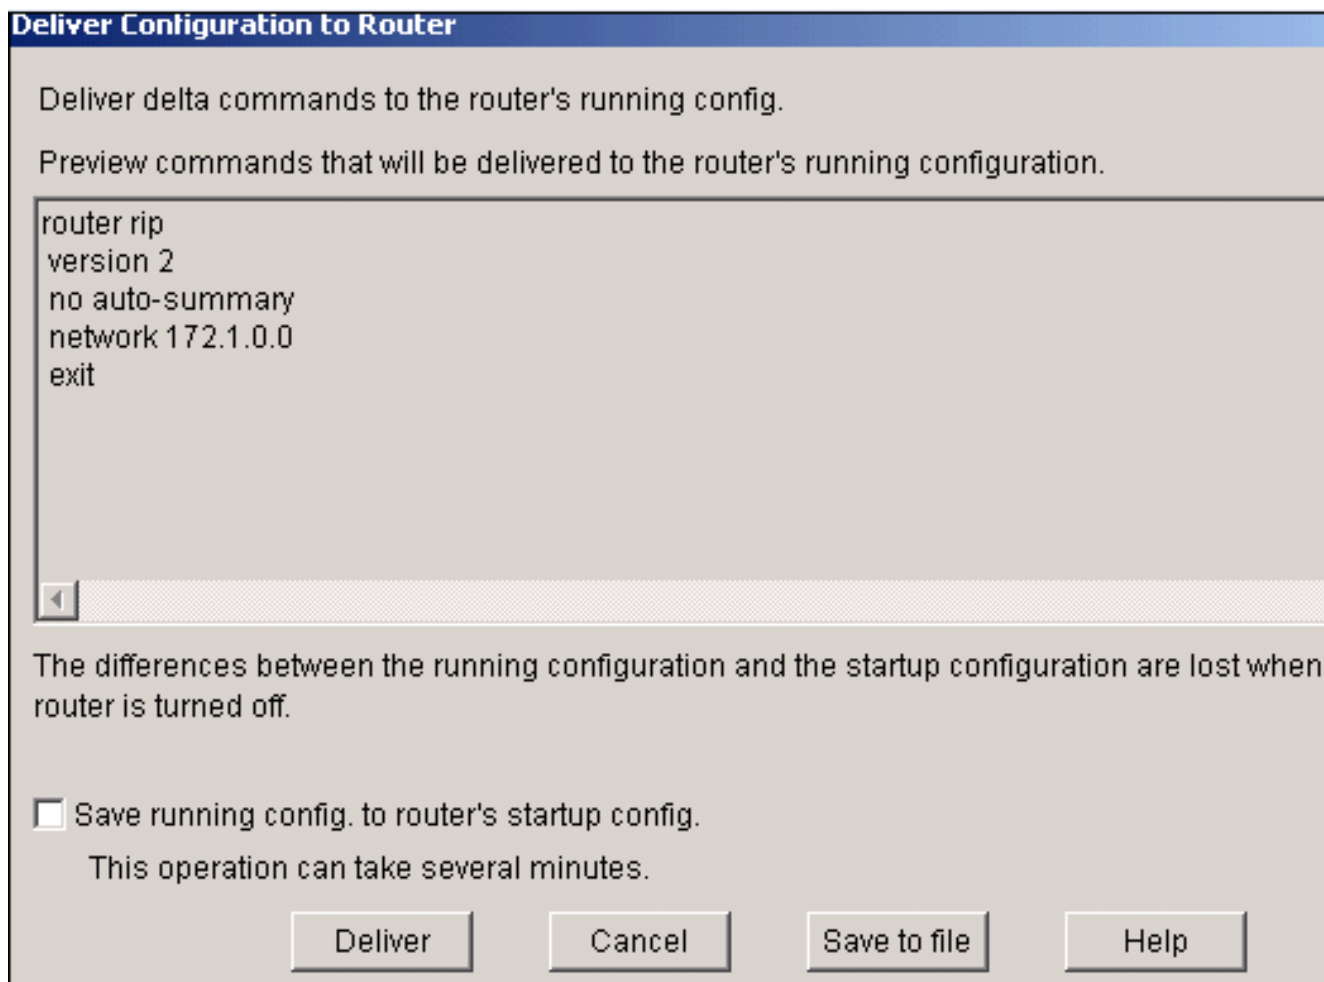 Deliver Configuration to Router
Deliver delta commands to the router's running config.
Preview commands that will be delivered to the router's running configuration.
router rip
version 2
no auto-summary
network 172.1.0.0
exit
The differences between the running configuration and the startup configuration are lost when
router is turned off.
Save running config. to router's startup config.
This operation can take several minutes.
Deliver Cancel Save to file Help